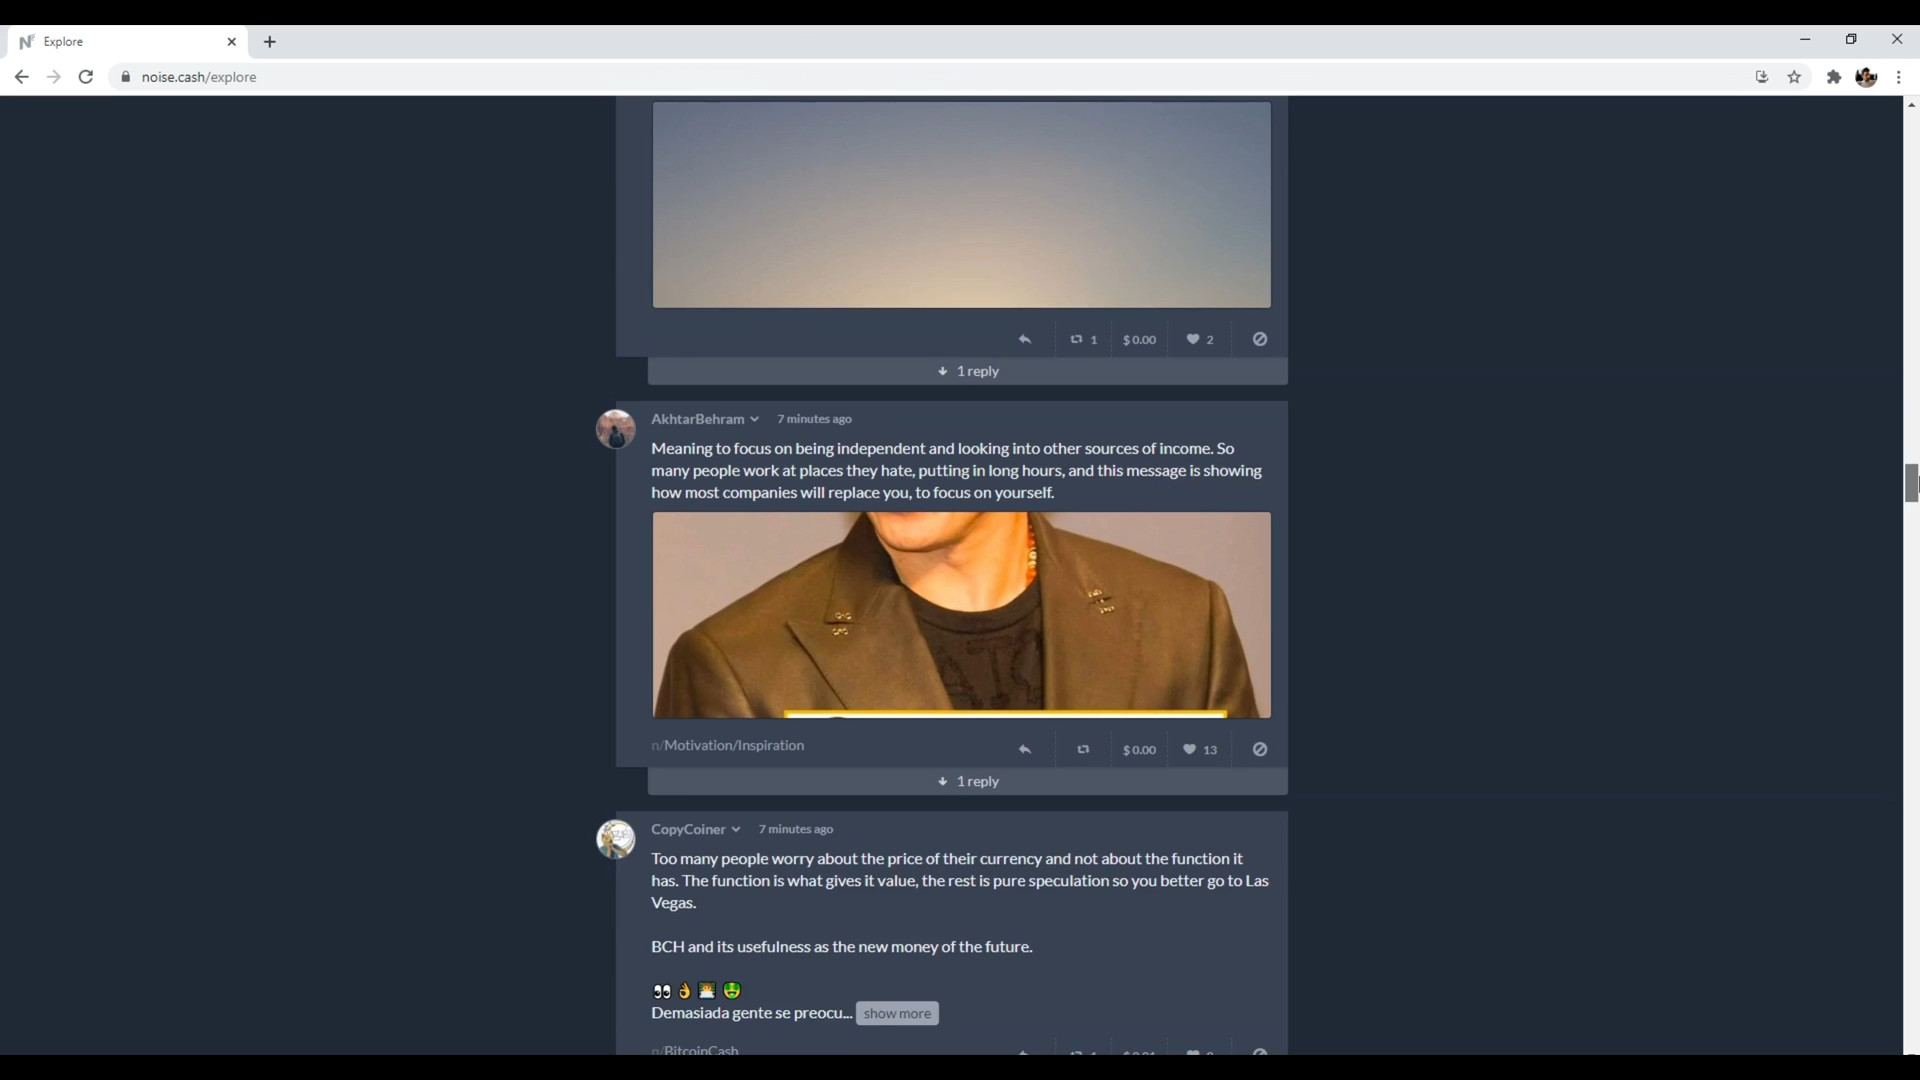 Explore
noise.cash/explore
1 $0.00 2
1 reply
AkhtarBehram 7 minutes ago
Meaning to focus on being independent and looking into other sources of income. So
many people work at places they hate, putting in long hours, and this message is showing
how most companies will replace you, to focus on yourself.
n/Motivation/Inspiration $0.00 13
1 reply
CopyCoiner 7 minutes ago
Too many people worry about the price of their currency and not about the function it
has. The function is what gives it value, the rest is pure speculation so you better go to Las
Vegas.
BCH and its usefulness as the new money of the future.
👀👌👨‍💻🤑
Demasiada gente se preocu... show more
n/BitcoinCash